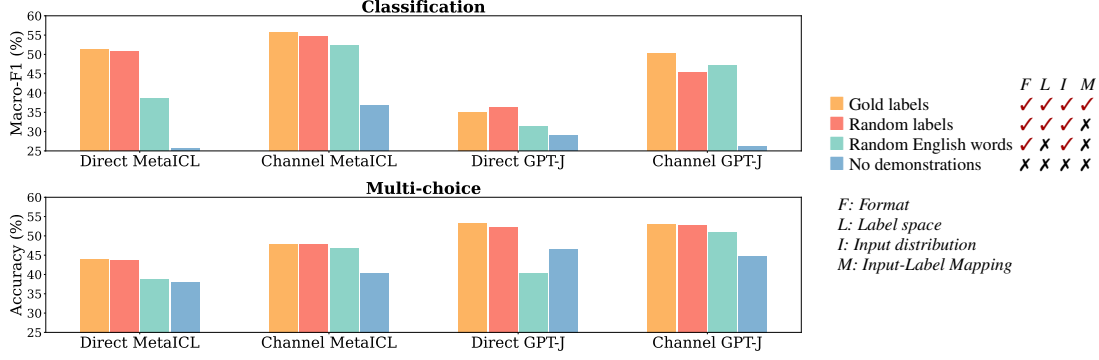 Classification
Macro-F1 (%)
60
55
50
45
40
35
30
25
Direct MetaICL
Channel MetaICL
Direct GPT-J
Channel GPT-J
Multi-choice
Accuracy (%)
60
55
50
45
40
35
30
25
Direct MetaICL
Channel MetaICL
Direct GPT-J
Channel GPT-J
F L I M
Gold labels ✓ ✓ ✓ ✓
Random labels ✓ ✓ ✓ ✗
Random English words ✓ ✗ ✓ ✗
No demonstrations ✗ ✗ ✗ ✗
F: Format
L: Label space
I: Input distribution
M: Input-Label Mapping